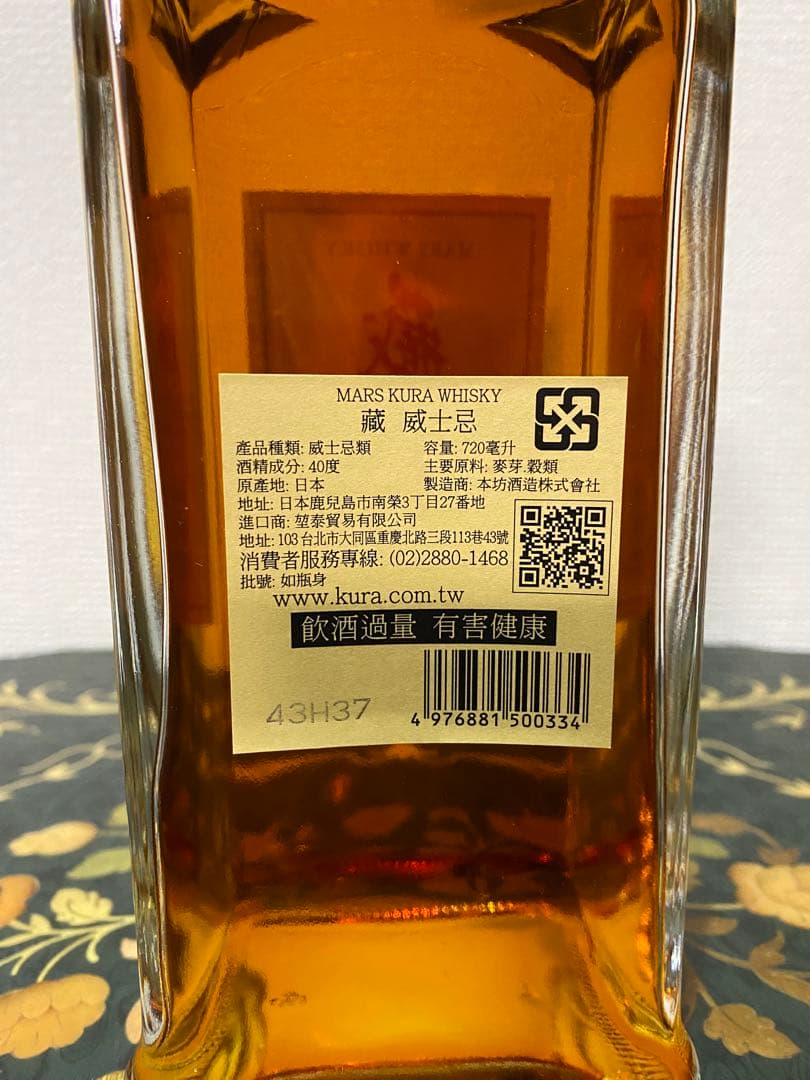 MARS WHISKY
藏
MARS KURA WHISKY
藏 威士忌
產品種類: 威士忌類 容量: 720毫升
酒精成分: 40度 主要原料: 麥芽.穀類
原產地: 日本 製造商: 本坊酒造株式會社
地址: 日本鹿兒島市南榮3丁目27番地
進口商: 堃泰貿易有限公司
地址: 103台北市大同區重慶北路三段113巷43號
消費者服務專線: (02)2880-1468
批號: 如瓶身
www.kura.com.tw
飲酒過量 有害健康
43H37
4 976881 500334